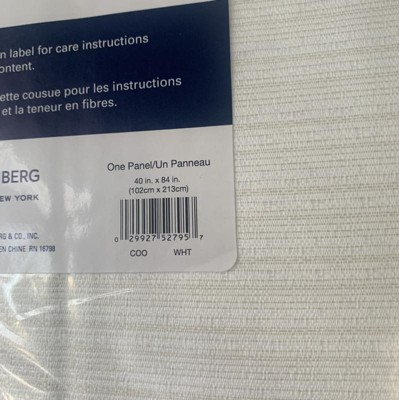 n label for care instructions
ontent.
ette cousue pour les instructions
et la teneur en fibres.
One Panel/Un Panneau
40 in. x 84 in.
(102cm x 213cm)
BERG
EW YORK
RG & CO., INC.
EN CHINE RN 16798
0 29927 52795 7
COO WHT